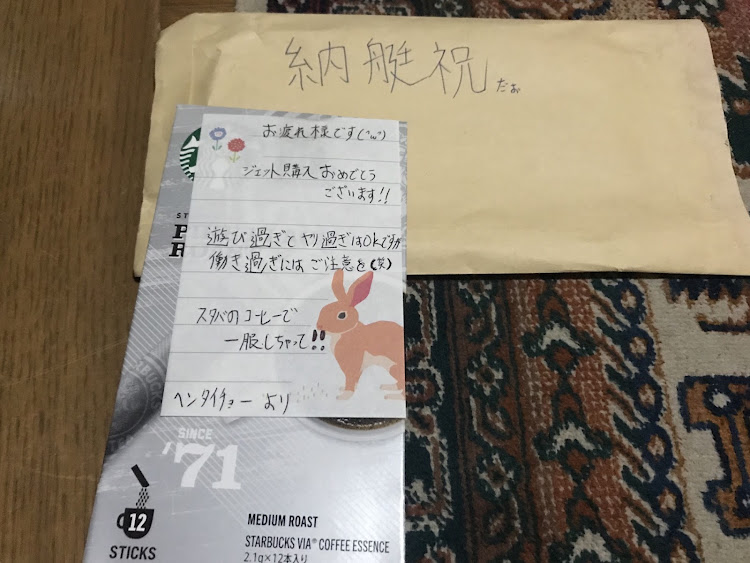 納艇祝
だお
お疲れ様です(´ω`)
ジェット購入おめでとう
ございます!!
遊び過ぎとヤり過ぎはOKですが
働き過ぎにはご注意を(笑)
スタバのコーヒーで
一服しちゃって!!
ヘンタイチョーより
SINCE
'71
12
STICKS
MEDIUM ROAST
STARBUCKS VIA® COFFEE ESSENCE
2.1g×12本入り